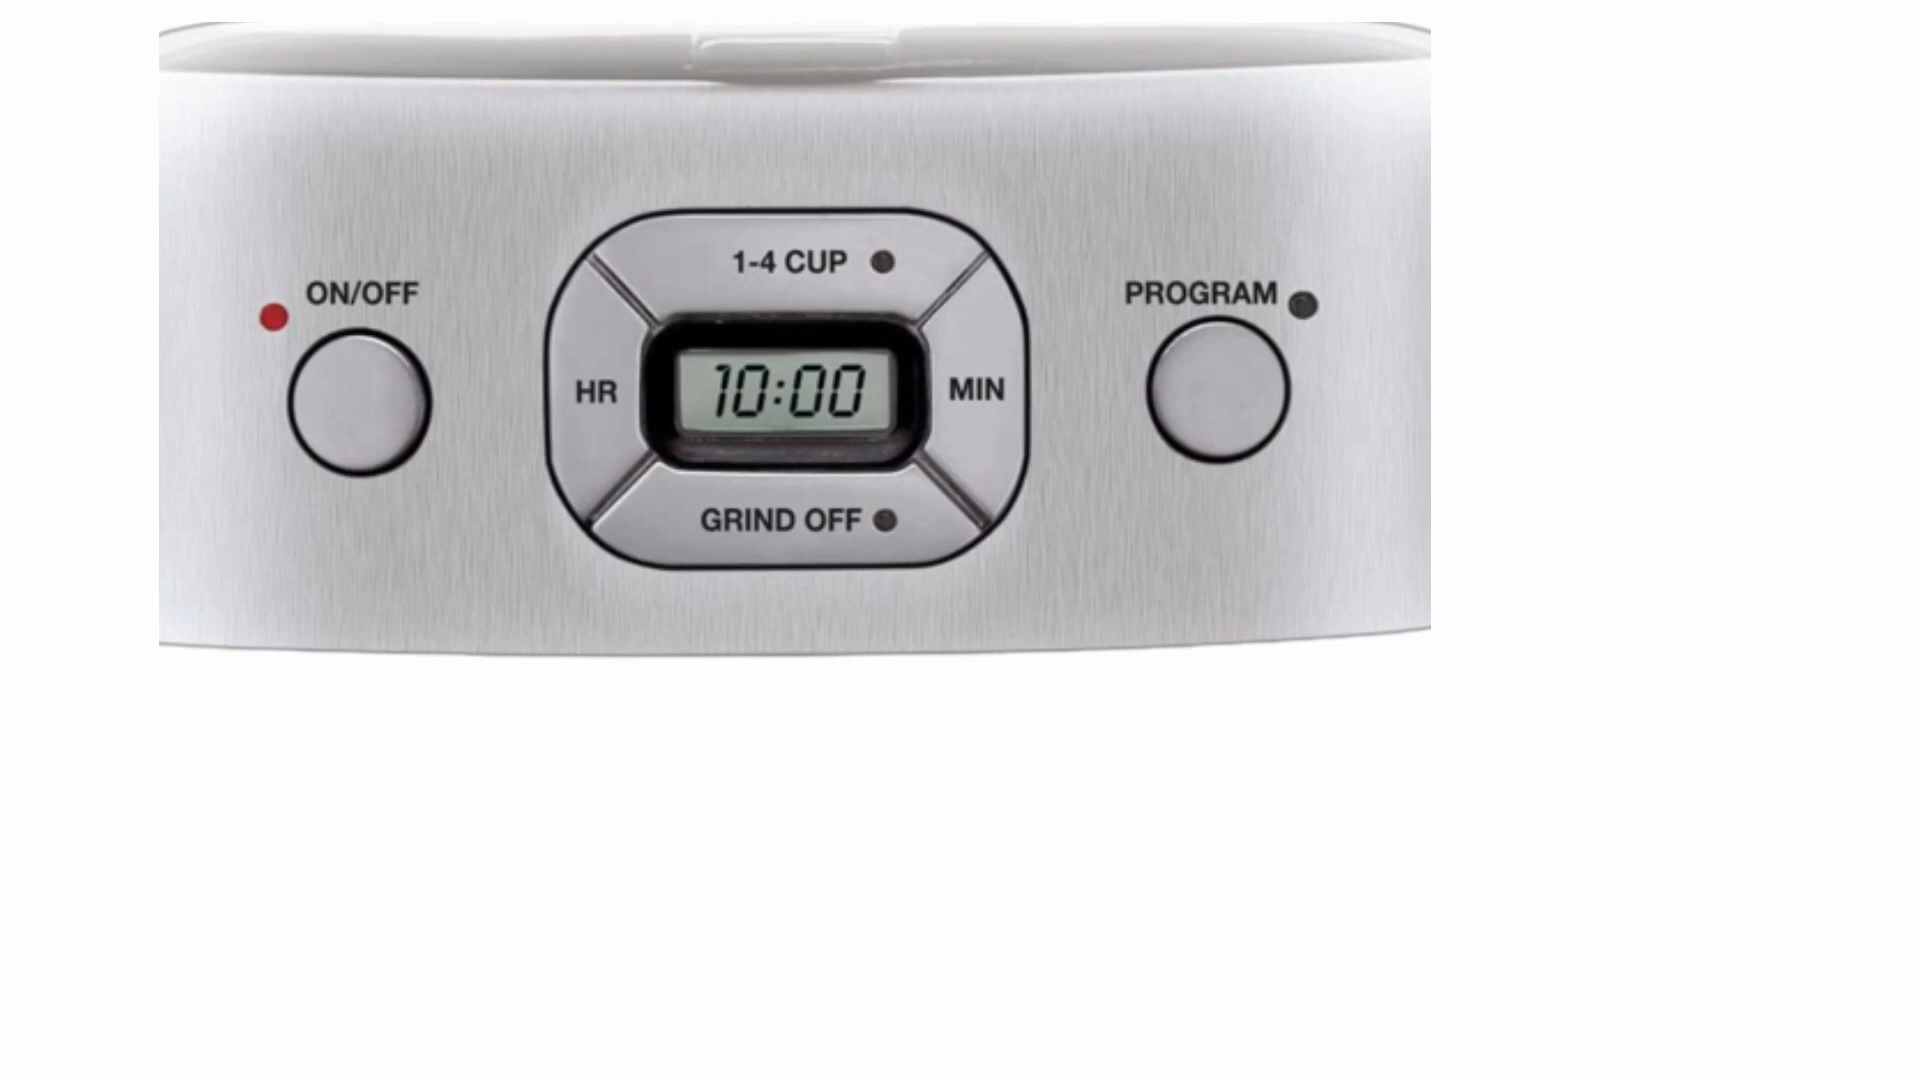 1-4 CUP
ON/OFF
PROGRAM
HR
10:00
MIN
GRIND OFF